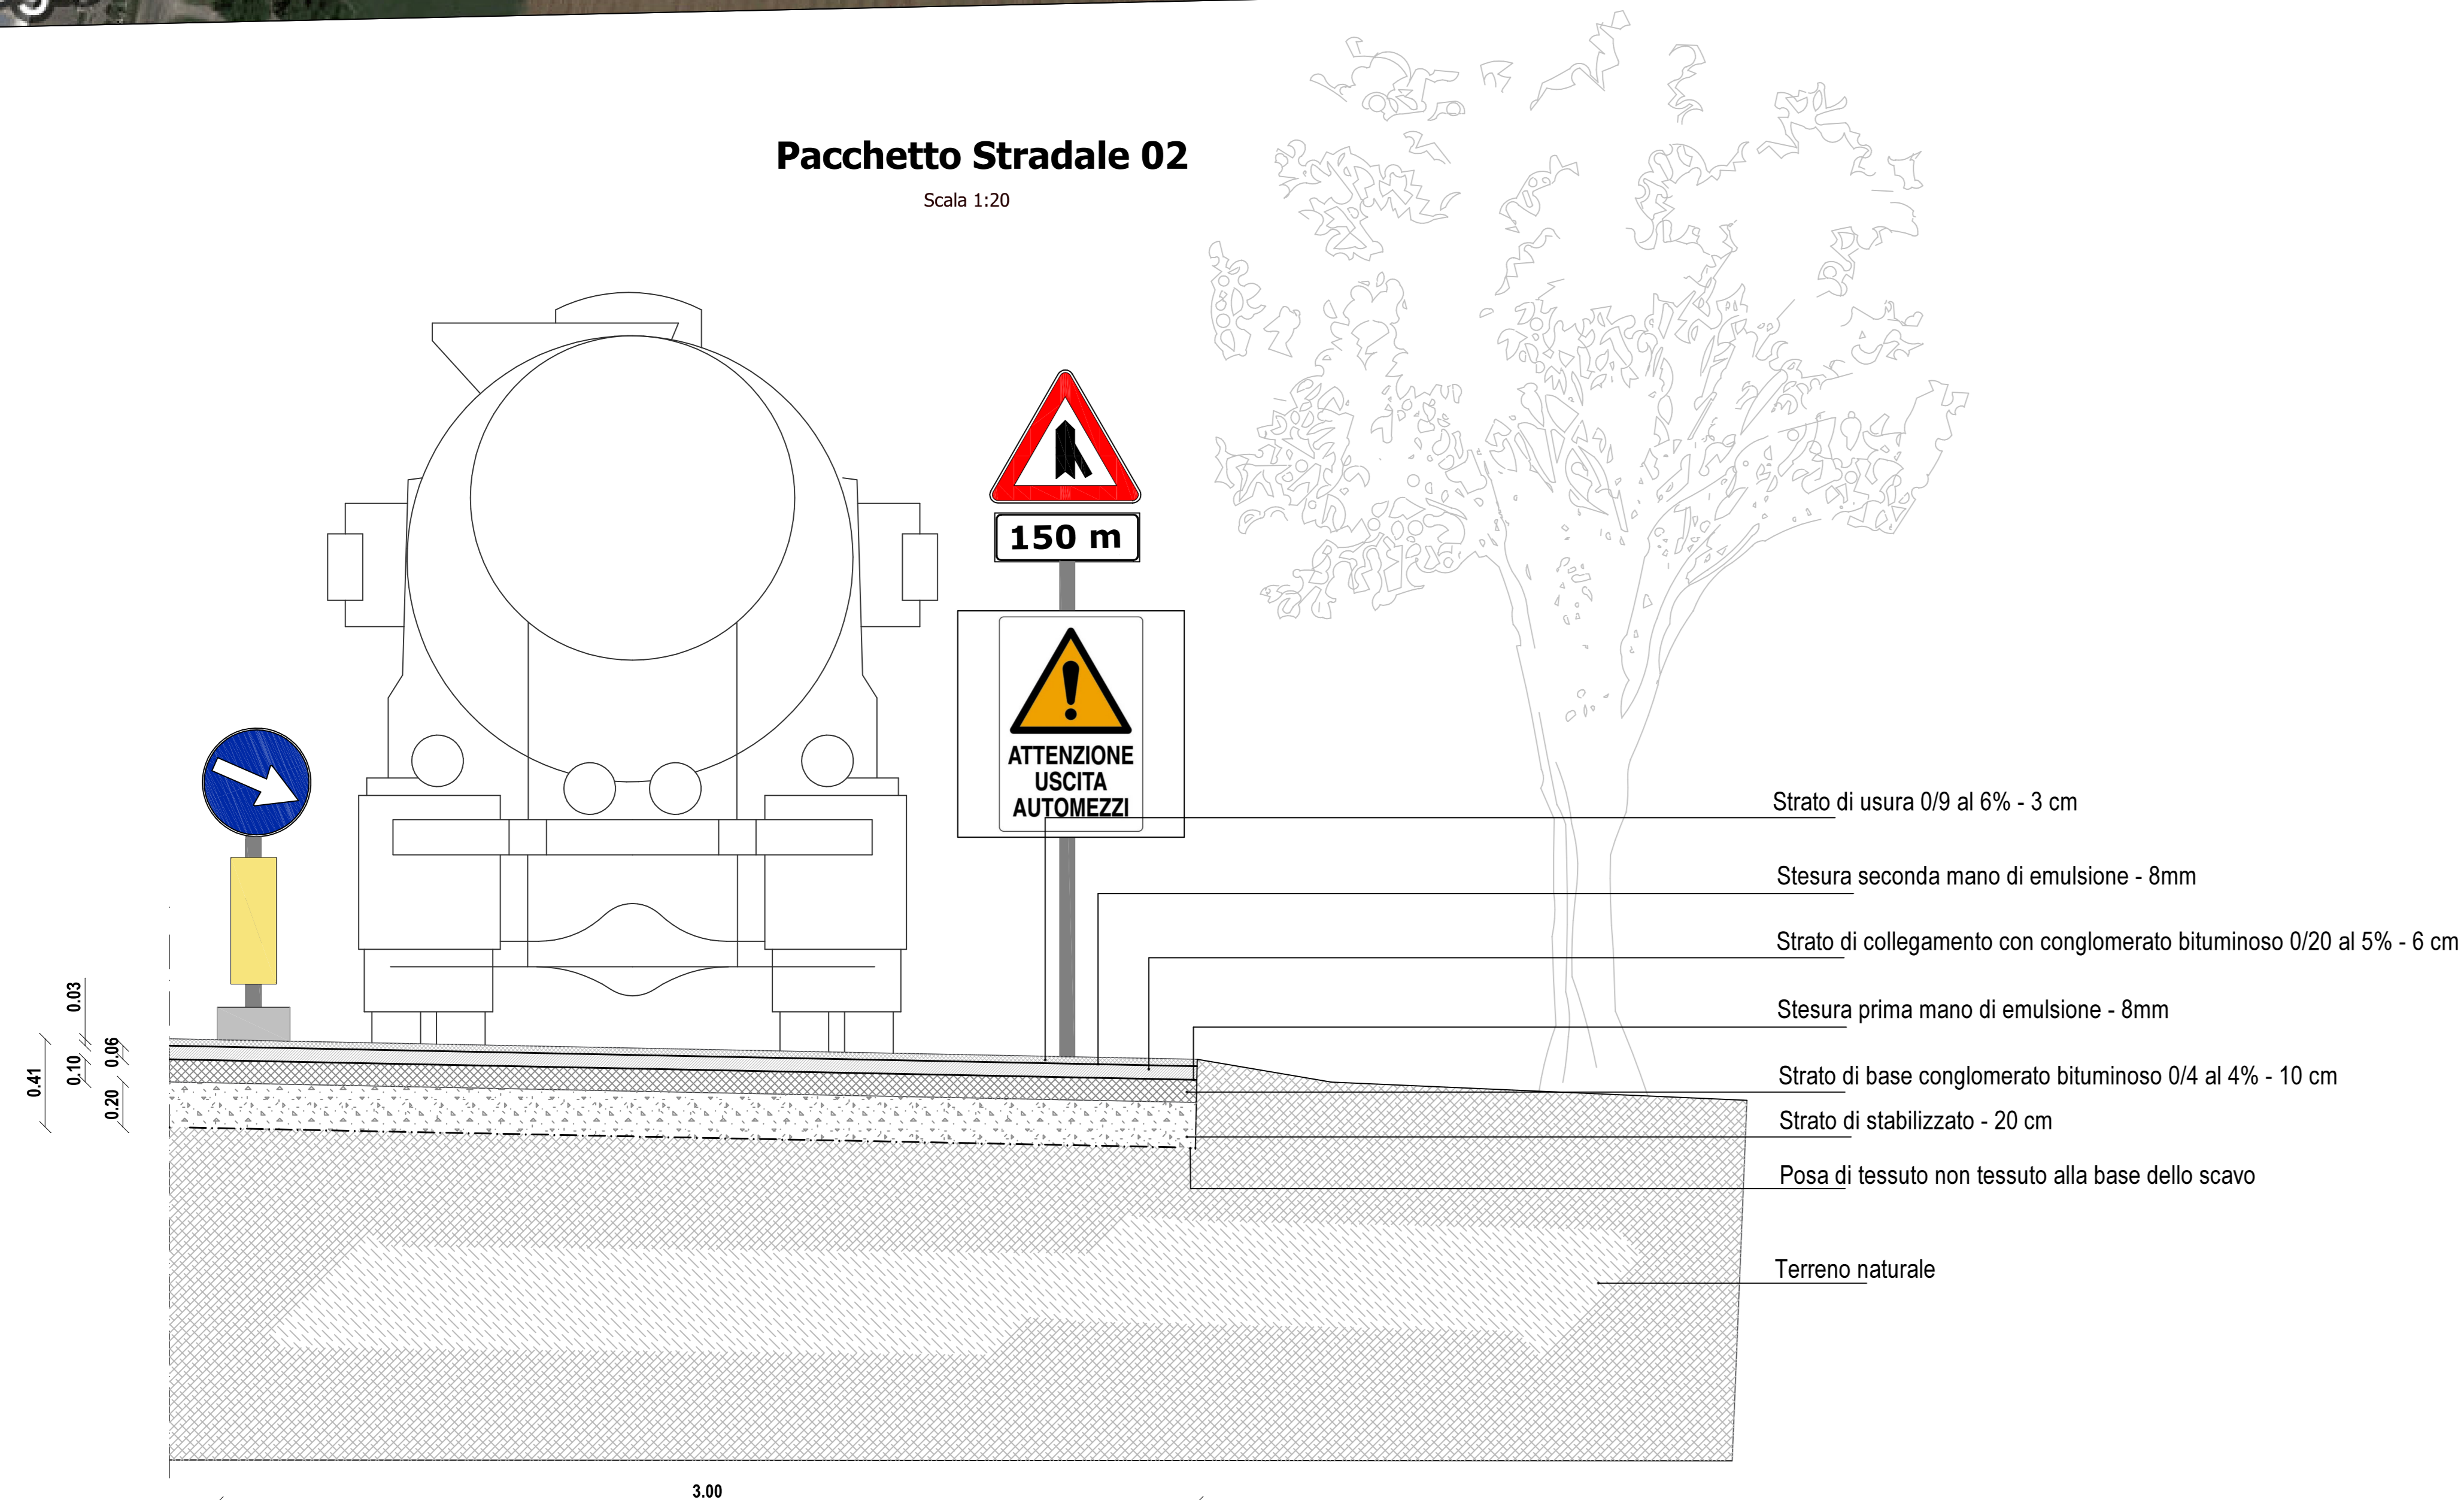 Pacchetto Stradale 02
Scala 1:20
150 m
ATTENZIONE
USCITA
AUTOMEZZI
Strato di usura 0/9 al 6% - 3 cm
Stesura seconda mano di emulsione - 8mm
Strato di collegamento con conglomerato bituminoso 0/20 al 5% - 6 cm
Stesura prima mano di emulsione - 8mm
Strato di base conglomerato bituminoso 0/4 al 4% - 10 cm
Strato di stabilizzato - 20 cm
Posa di tessuto non tessuto alla base dello scavo
Terreno naturale
0.41
0.03
0.10
0.06
0.20
3.00